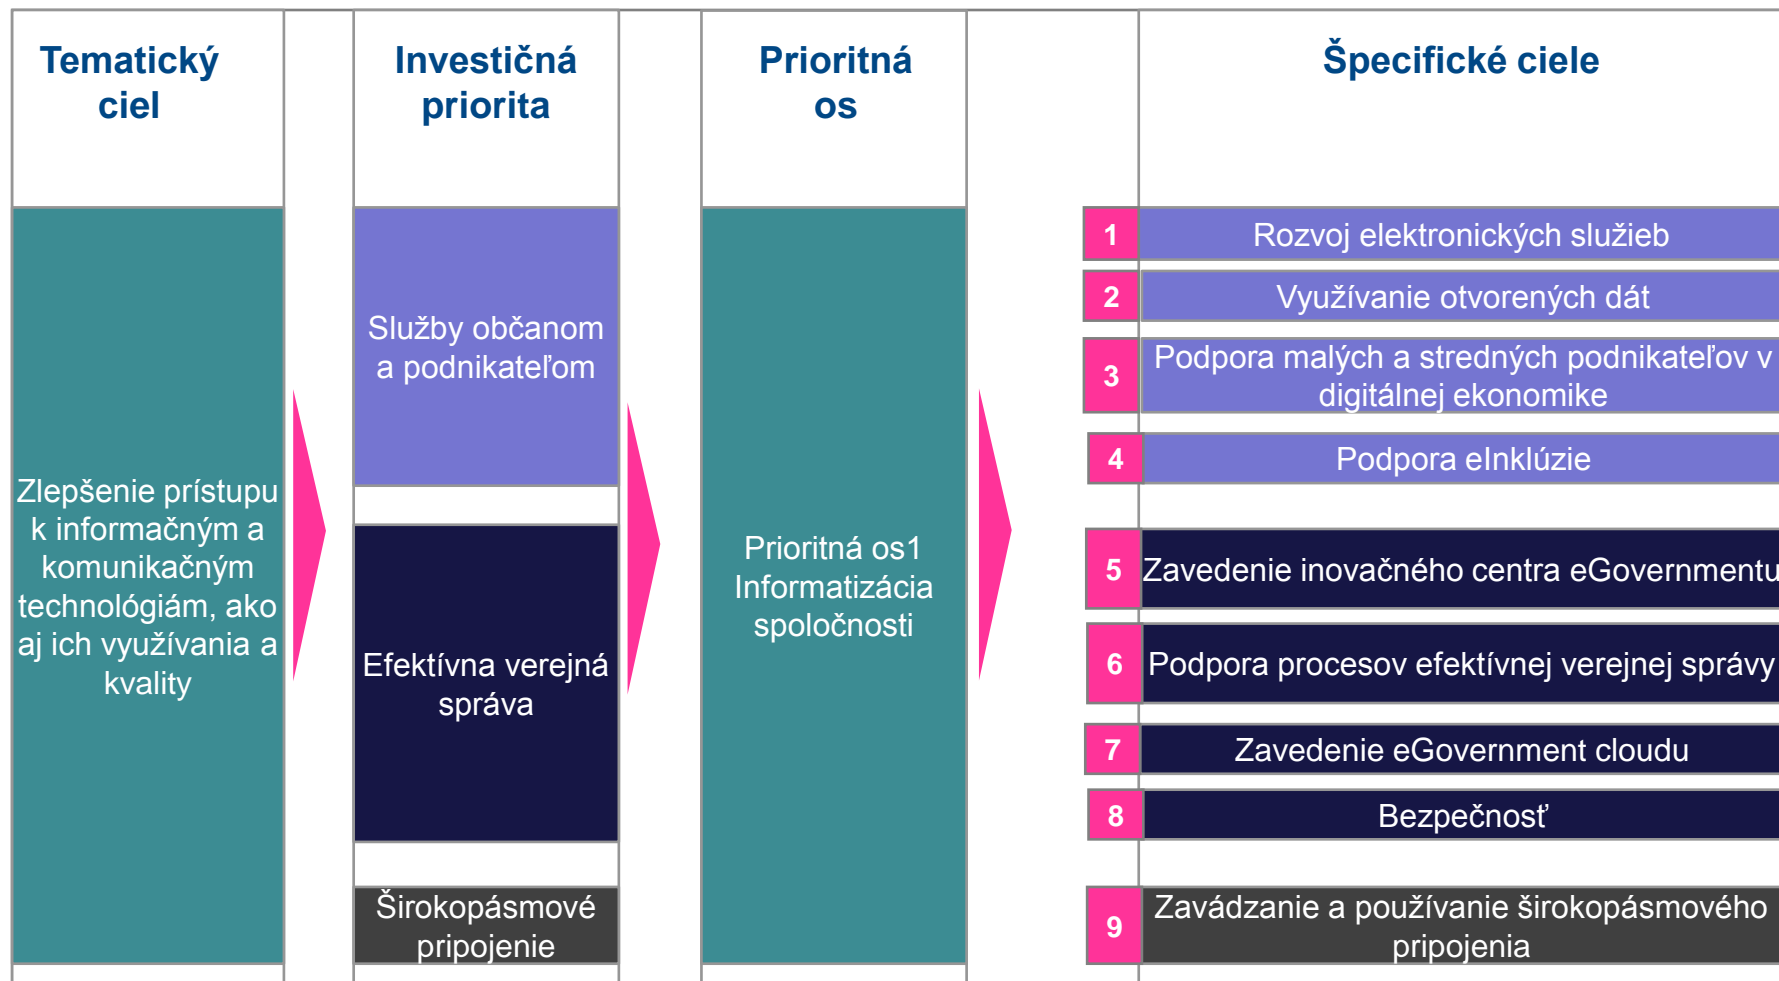 Tematický
ciel
Investičná
priorita
Prioritná
os
Špecifické ciele
Zlepšenie prístupu
k informačným a
komunikačným
technológiám, ako
aj ich využívania a
kvality
Služby občanom
a podnikateľom
Efektívna verejná
správa
Širokopásmové
pripojenie
Prioritná os1
Informatizácia
spoločnosti
1 Rozvoj elektronických služieb
2 Využívanie otvorených dát
3 Podpora malých a stredných podnikateľov v
digitálnej ekonomike
4 Podpora eInklúzie
5 Zavedenie inovačného centra eGovernmentu
6 Podpora procesov efektívnej verejnej správy
7 Zavedenie eGovernment cloudu
8 Bezpečnosť
9 Zavádzanie a používanie širokopásmového
pripojenia